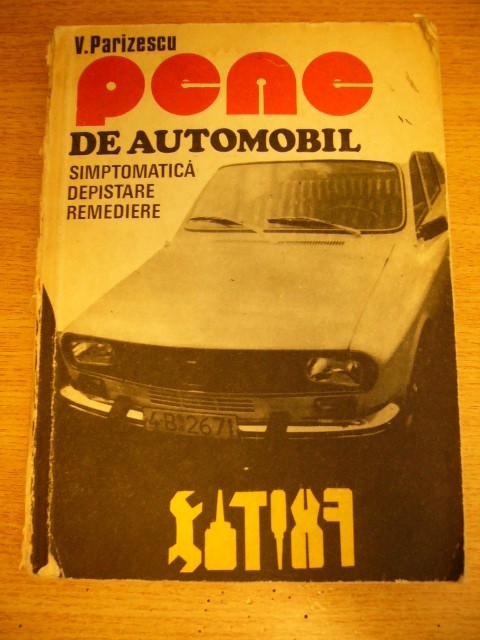 V. Parizescu
PENE
DE AUTOMOBIL
SIMPTOMATICĂ
DEPISTARE
REMEDIERE
4-B-2671